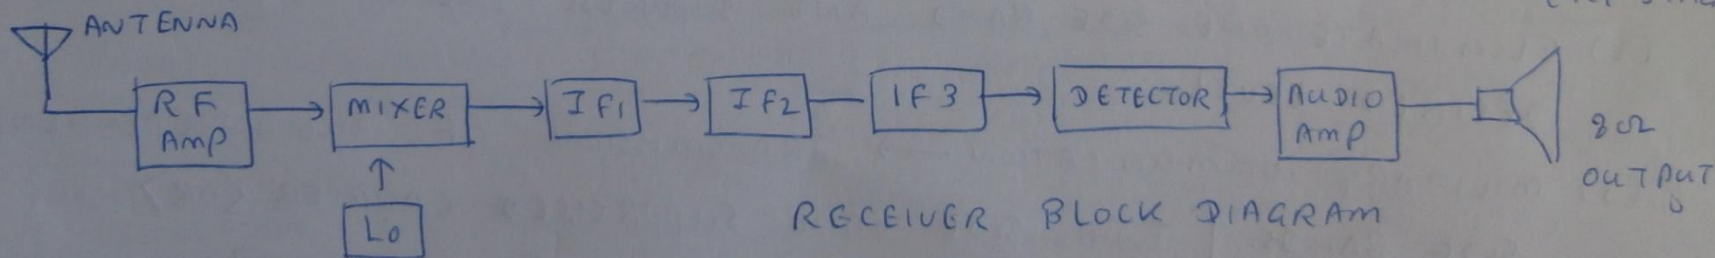 ANTENNA
RF
AMP
MIXER
IF1
IF2
IF3
DETECTOR
AUDIO
AMP
8Ω
OUTPUT
LO
RECEIVER BLOCK DIAGRAM